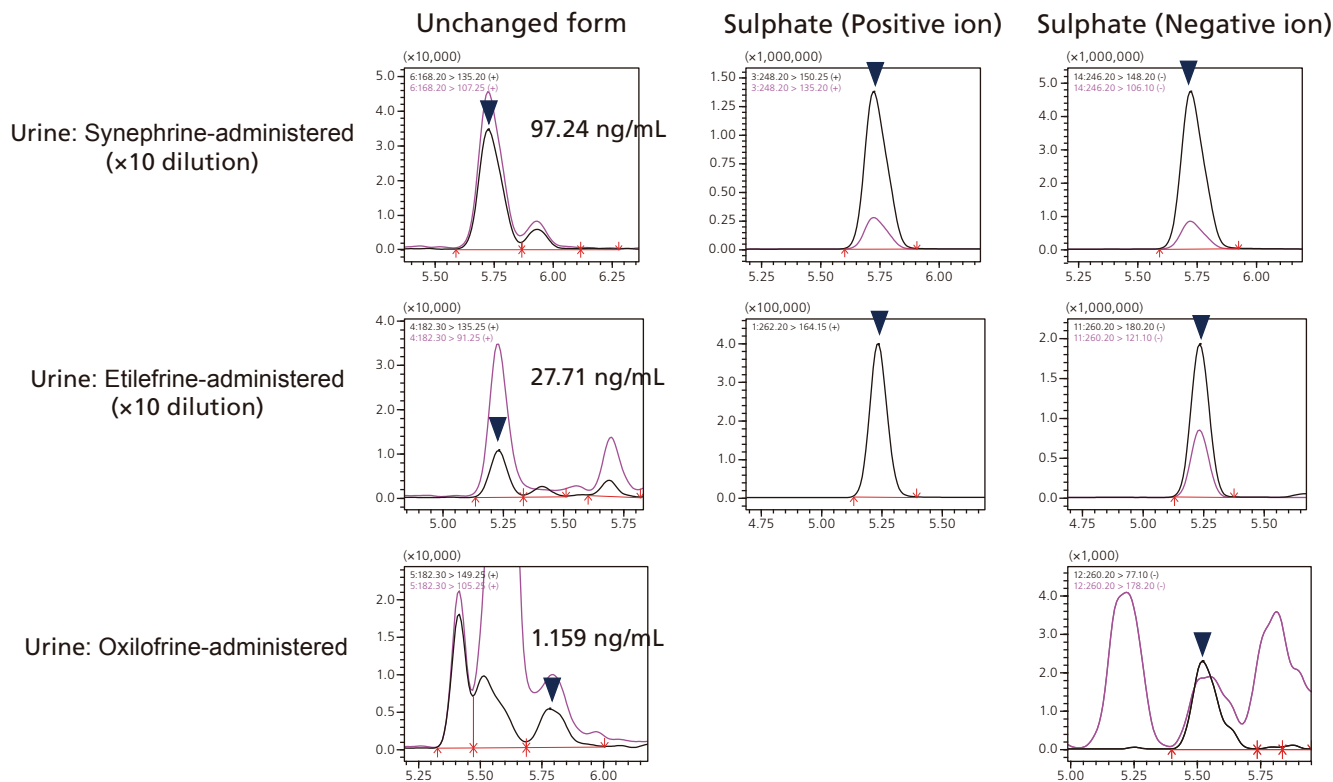 Unchanged form
Sulphate (Positive ion)
Sulphate (Negative ion)
Urine: Synephrine-administered
(×10 dilution)
(×10,000)
6:168.20 > 135.20 (+)
6:168.20 > 107.25 (+)
97.24 ng/mL
5.0
4.0
3.0
2.0
1.0
0.0
5.50 5.75 6.00 6.25
(×1,000,000)
3:248.20 > 150.25 (+)
3:248.20 > 135.20 (+)
1.50
1.25
1.00
0.75
0.50
0.25
0.00
5.25 5.50 5.75 6.00
(×1,000,000)
14:246.20 > 148.20 (-)
14:246.20 > 106.10 (-)
5.0
4.0
3.0
2.0
1.0
0.0
5.25 5.50 5.75 6.00
Urine: Etilefrine-administered
(×10 dilution)
(×10,000)
4:182.30 > 135.25 (+)
4:182.30 > 91.25 (+)
27.71 ng/mL
4.0
3.0
2.0
1.0
0.0
5.00 5.25 5.50 5.75
(×100,000)
1:262.20 > 164.15 (+)
4.0
3.0
2.0
1.0
0.0
4.75 5.00 5.25 5.50
(×1,000,000)
11:260.20 > 180.20 (-)
11:260.20 > 121.10 (-)
2.0
1.5
1.0
0.5
0.0
4.75 5.00 5.25 5.50
Urine: Oxilofrine-administered
(×10,000)
5:182.30 > 149.25 (+)
5:182.30 > 105.25 (+)
1.159 ng/mL
2.0
1.5
1.0
0.5
0.0
5.25 5.50 5.75 6.00
(×1,000)
12:260.20 > 77.10 (-)
12:260.20 > 178.20 (-)
4.0
3.0
2.0
1.0
0.0
5.00 5.25 5.50 5.75